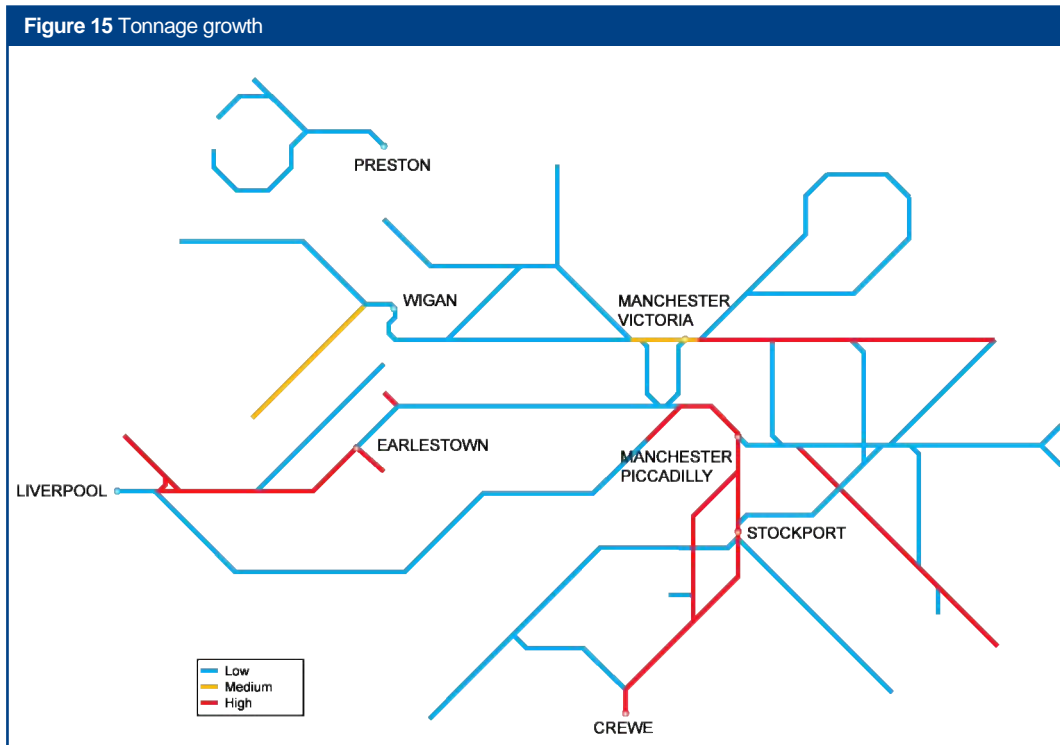 Figure 15 Tonnage growth
PRESTON
WIGAN
MANCHESTER
VICTORIA
EARLESTOWN
MANCHESTER
PICCADILLY
LIVERPOOL
STOCKPORT
Low
Medium
High
CREWE